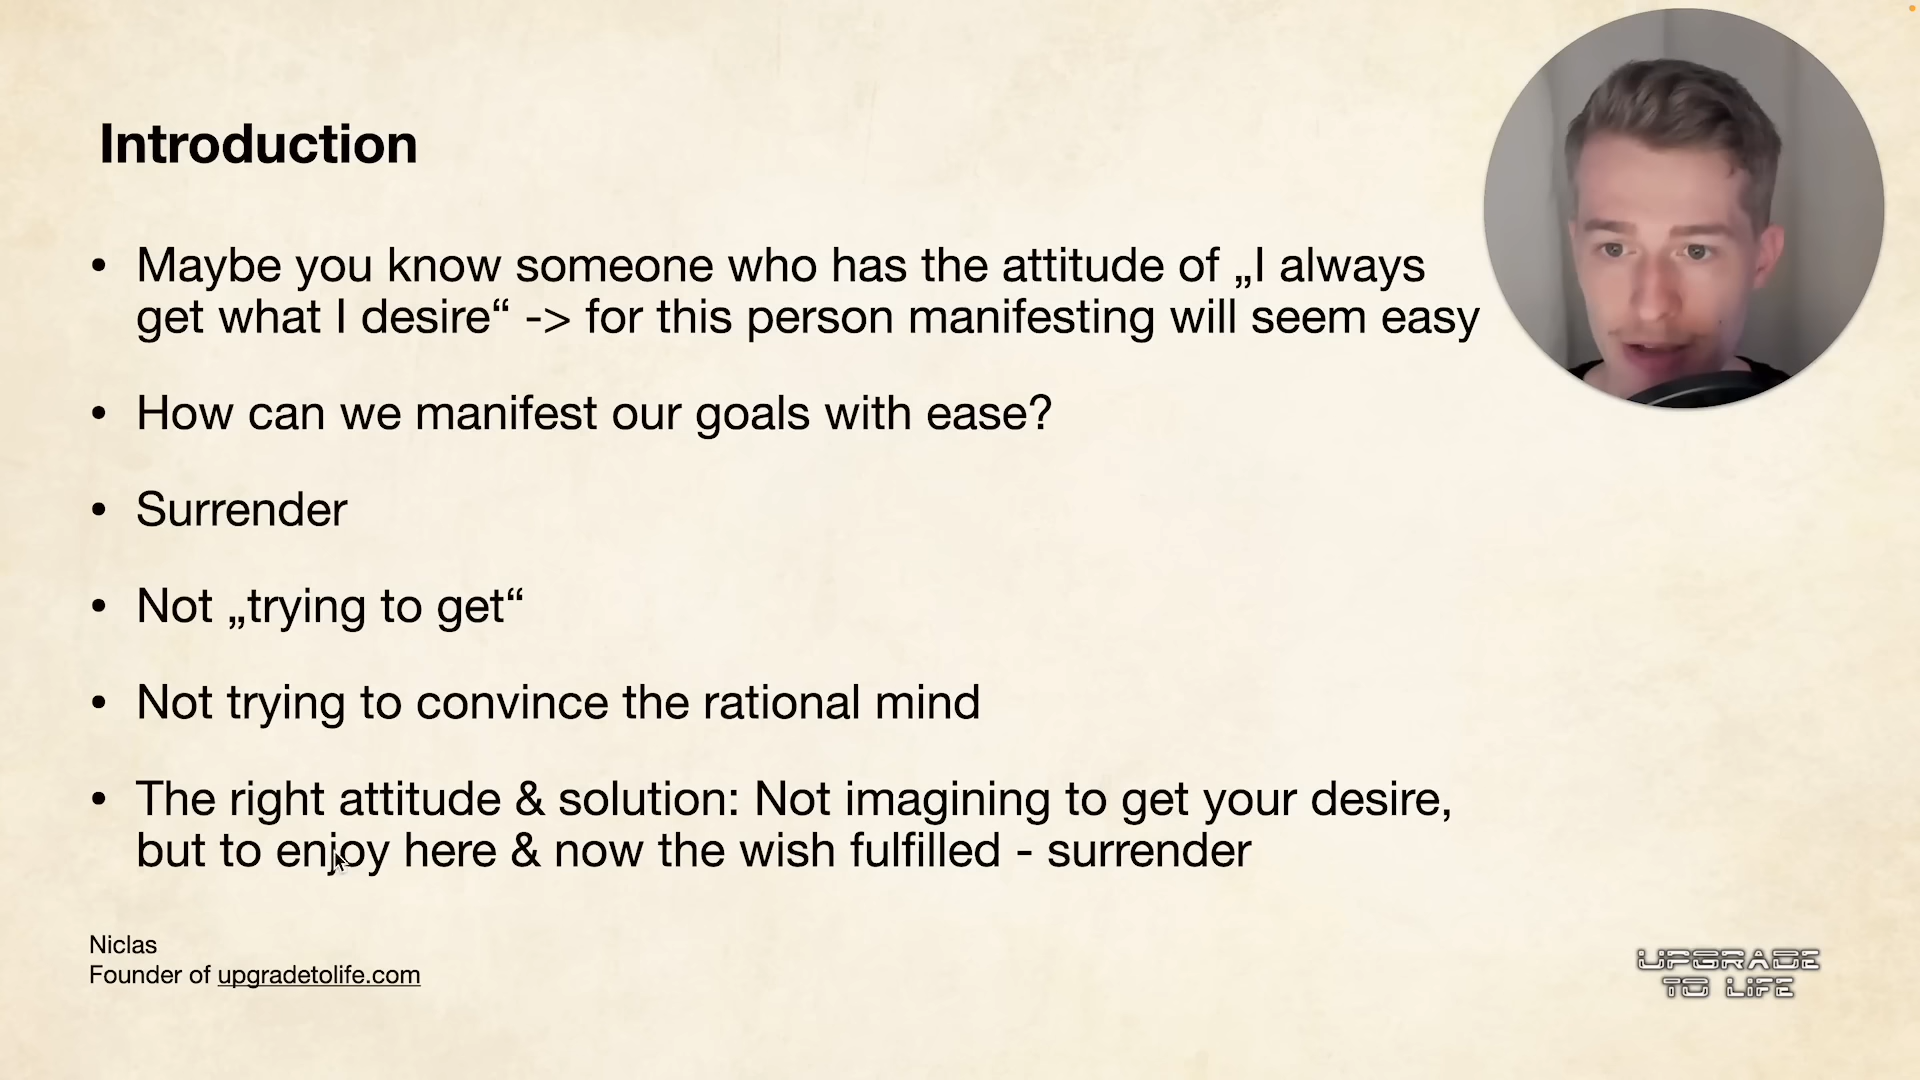 Introduction
• Maybe you know someone who has the attitude of „I always
get what I desire“ -> for this person manifesting will seem easy
• How can we manifest our goals with ease?
• Surrender
• Not „trying to get“
• Not trying to convince the rational mind
• The right attitude & solution: Not imagining to get your desire,
but to enjoy here & now the wish fulfilled - surrender
Niclas
Founder of upgradetolife.com
UPGRADE
TO LIFE